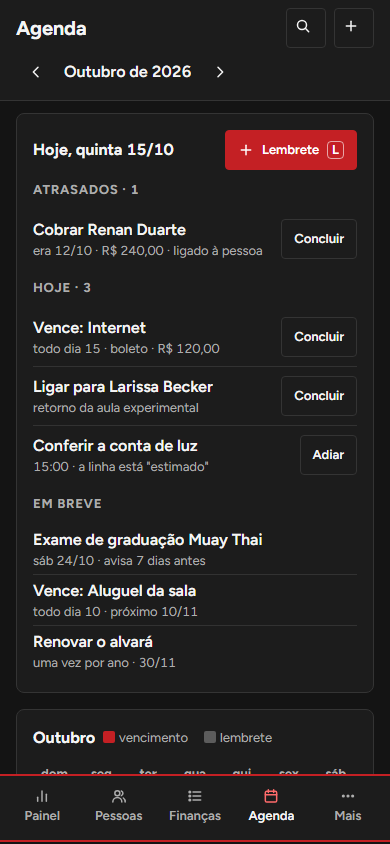 Agenda
Outubro de 2026
Hoje, quinta 15/10
Lembrete L
ATRASADOS · 1
Cobrar Renan Duarte
era 12/10 · R$ 240,00 · ligado à pessoa
Concluir
HOJE · 3
Vence: Internet
todo dia 15 · boleto · R$ 120,00
Concluir
Ligar para Larissa Becker
retorno da aula experimental
Concluir
Conferir a conta de luz
15:00 · a linha está "estimado"
Adiar
EM BREVE
Exame de graduação Muay Thai
sáb 24/10 · avisa 7 dias antes
Vence: Aluguel da sala
todo dia 10 · próximo 10/11
Renovar o alvará
uma vez por ano · 30/11
Outubro vencimento lembrete
dom seg ter qua qui sex sáb
Painel Pessoas Finanças Agenda Mais